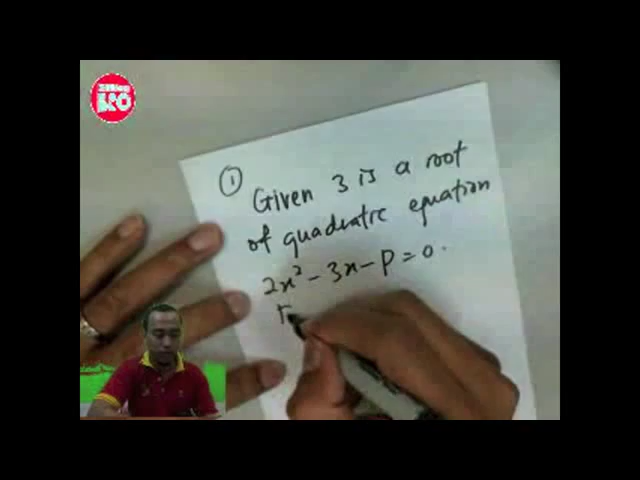 ① Given 3 is a root
of quadratic equation
2x² - 3x - p = 0.